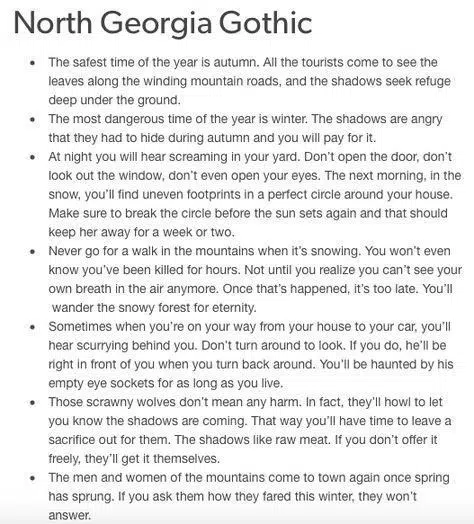 North Georgia Gothic
• The safest time of the year is autumn. All the tourists come to see the
leaves along the winding mountain roads, and the shadows seek refuge
deep under the ground.
• The most dangerous time of the year is winter. The shadows are angry
that they had to hide during autumn and you will pay for it.
• At night you will hear screaming in your yard. Don't open the door, don't
look out the window, don't even open your eyes. The next morning, in the
snow, you'll find uneven footprints in a perfect circle around your house.
Make sure to break the circle before the sun sets again and that should
keep her away for a week or two.
• Never go for a walk in the mountains when it's snowing. You won't even
know you've been killed for hours. Not until you realize you can't see your
own breath in the air anymore. Once that's happened, it's too late. You'll
wander the snowy forest for eternity.
• Sometimes when you're on your way from your house to your car, you'll
hear scurrying behind you. Don't turn around to look. If you do, he'll be
right in front of you when you turn back around. You'll be haunted by his
empty eye sockets for as long as you live.
• Those scrawny wolves don't mean any harm. In fact, they'll howl to let
you know the shadows are coming. That way you'll have time to leave a
sacrifice out for them. The shadows like raw meat. If you don't offer it
freely, they'll get it themselves.
• The men and women of the mountains come to town again once spring
has sprung. If you ask them how they fared this winter, they won't
answer.